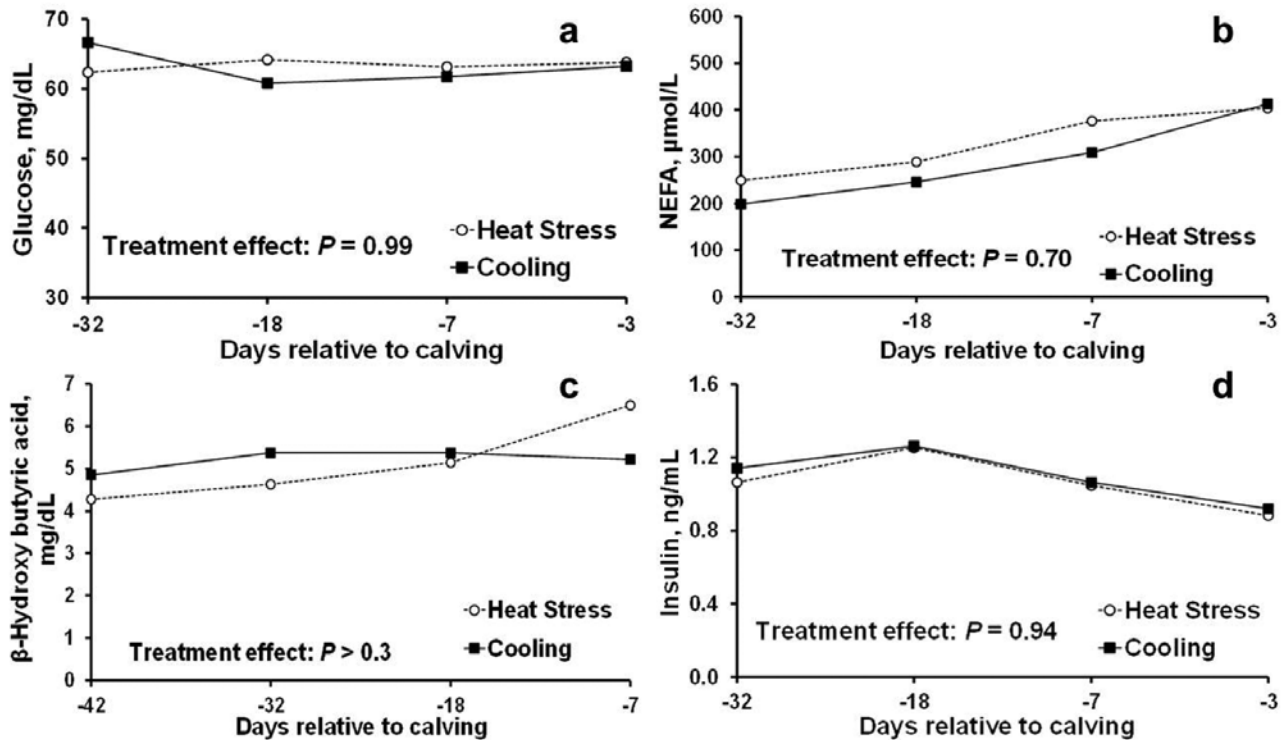 a
Glucose, mg/dL
70
60
50
40
30
Heat Stress
Cooling
Treatment effect: P = 0.99
-32
-18
-7
-3
Days relative to calving
b
NEFA, µmol/L
600
500
400
300
200
100
0
Heat Stress
Cooling
Treatment effect: P = 0.70
-32
-18
-7
-3
Days relative to calving
c
β-Hydroxy butyric acid,
mg/dL
7
6
5
4
3
2
1
0
Heat Stress
Cooling
Treatment effect: P > 0.3
-42
-32
-18
-7
Days relative to calving
d
Insulin, ng/mL
1.6
1.2
0.8
0.4
0.0
Heat Stress
Cooling
Treatment effect: P = 0.94
-32
-18
-7
-3
Days relative to calving